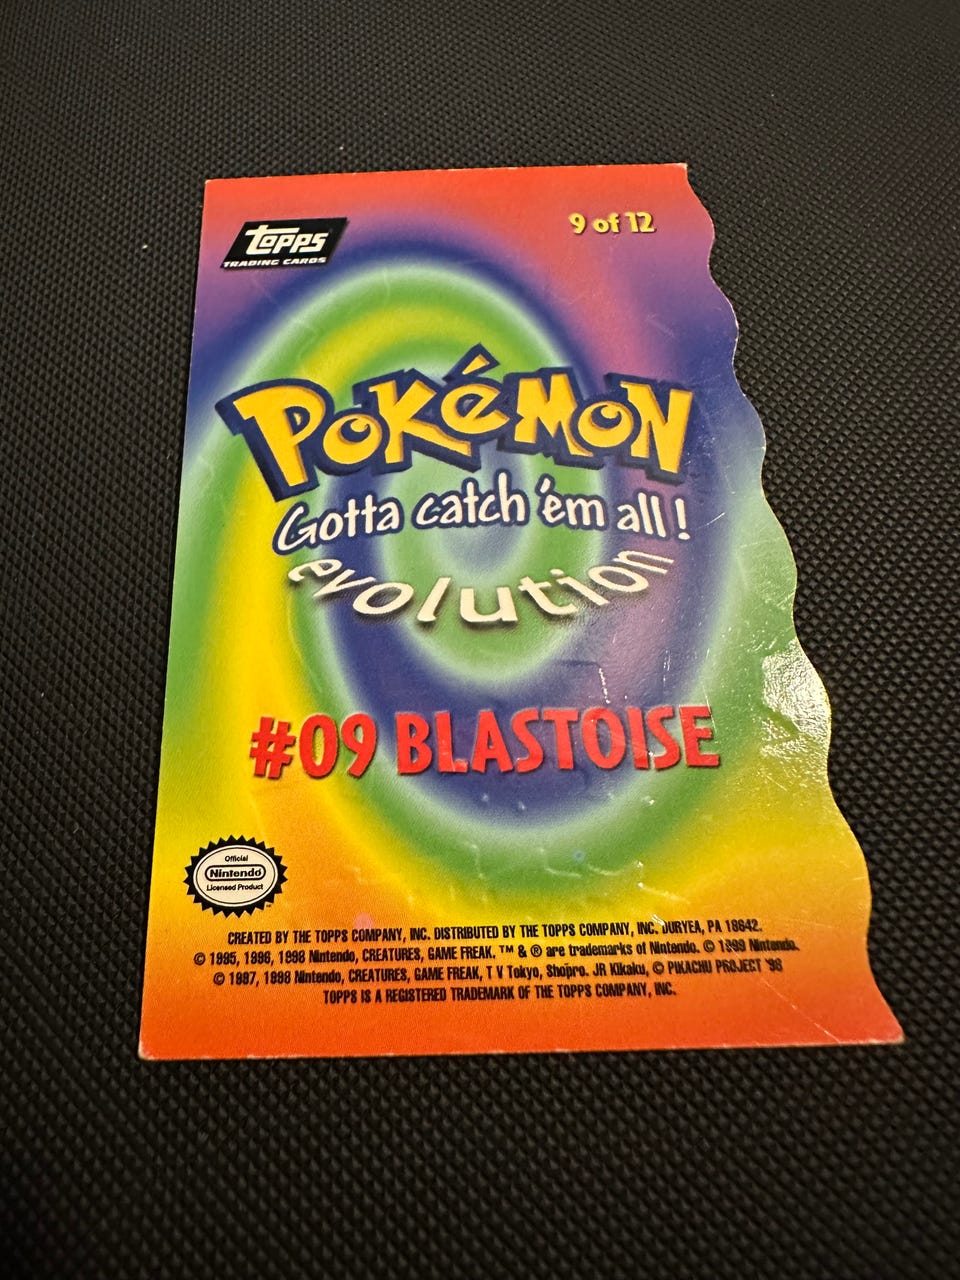 Topps
TRADING CARDS
9 of 12
POKéMON
Gotta catch 'em all!
evolution
#09 BLASTOISE
Official
Nintendo
Licensed Product
CREATED BY THE TOPPS COMPANY, INC. DISTRIBUTED BY THE TOPPS COMPANY, INC. DURYEA, PA 18642.
© 1995, 1996, 1998 Nintendo, CREATURES, GAME FREAK. ™ & ® are trademarks of Nintendo. © 1999 Nintendo.
© 1997, 1998 Nintendo, CREATURES, GAME FREAK, T V Tokyo, Shopro. JR Kikaku, © PIKACHU PROJECT '98
TOPPS IS A REGISTERED TRADEMARK OF THE TOPPS COMPANY, INC.